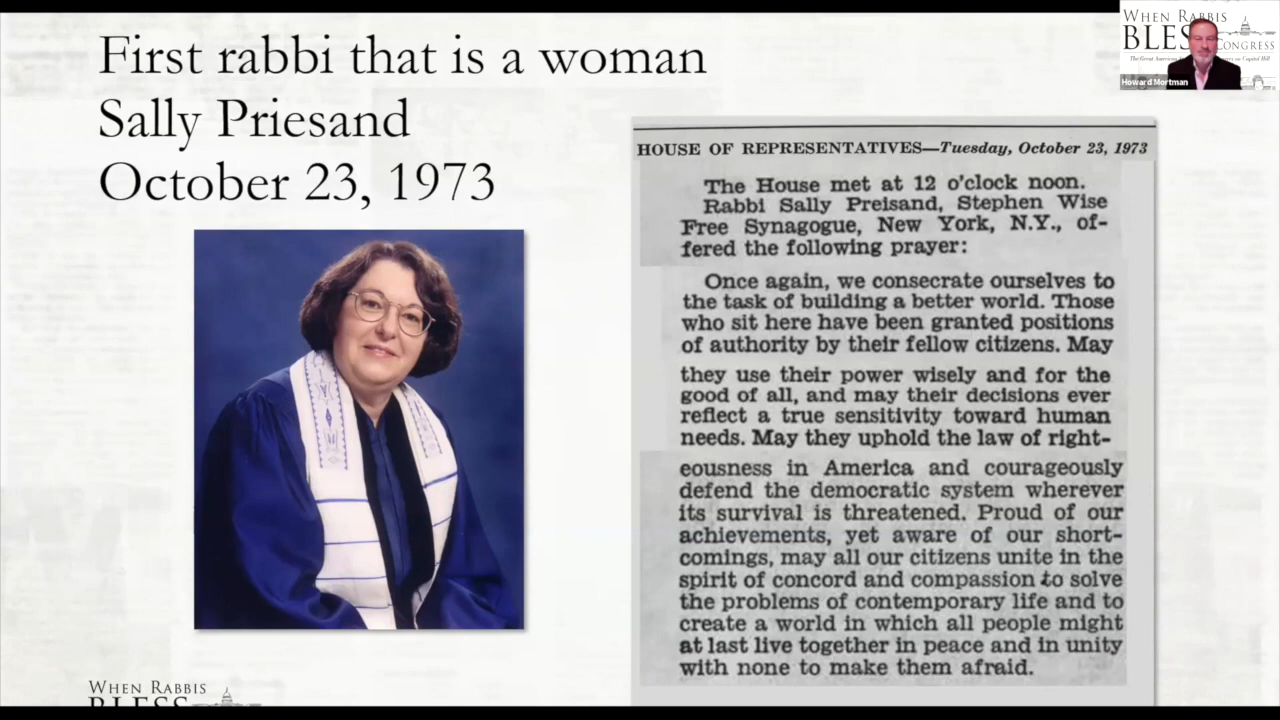 First rabbi that is a woman
Sally Priesand
October 23, 1973
HOUSE OF REPRESENTATIVES—Tuesday, October 23, 1973
The House met at 12 o'clock noon.
Rabbi Sally Preisand, Stephen Wise
Free Synagogue, New York, N.Y., of-
fered the following prayer:
Once again, we consecrate ourselves to
the task of building a better world. Those
who sit here have been granted positions
of authority by their fellow citizens. May
they use their power wisely and for the
good of all, and may their decisions ever
reflect a true sensitivity toward human
needs. May they uphold the law of right-
eousness in America and courageously
defend the democratic system wherever
its survival is threatened. Proud of our
achievements, yet aware of our short-
comings, may all our citizens unite in the
spirit of concord and compassion to solve
the problems of contemporary life and to
create a world in which all people might
at last live together in peace and in unity
with none to make them afraid.
When Rabbis
BLESS
When Rabbis
BLES CONGRESS
The Great American on Capitol Hill
Howard Mortman